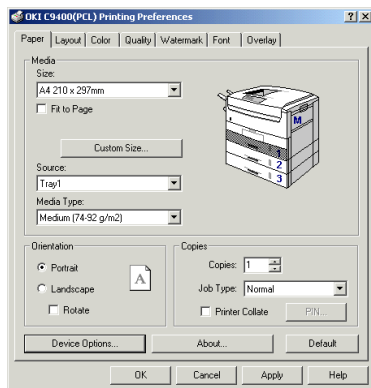 OKI C9400(PCL) Printing Preferences
Paper Layout Color Quality Watermark Font Overlay
Media
Size:
A4 210 x 297mm
Fit to Page
Custom Size...
Source:
Tray1
Media Type:
Medium (74-92 g/m2)
M
1
2
3
Orientation
Portrait
Landscape
Rotate
A
Copies
Copies: 1
Job Type: Normal
Printer Collate PIN...
Device Options... About... Default
OK Cancel Apply Help